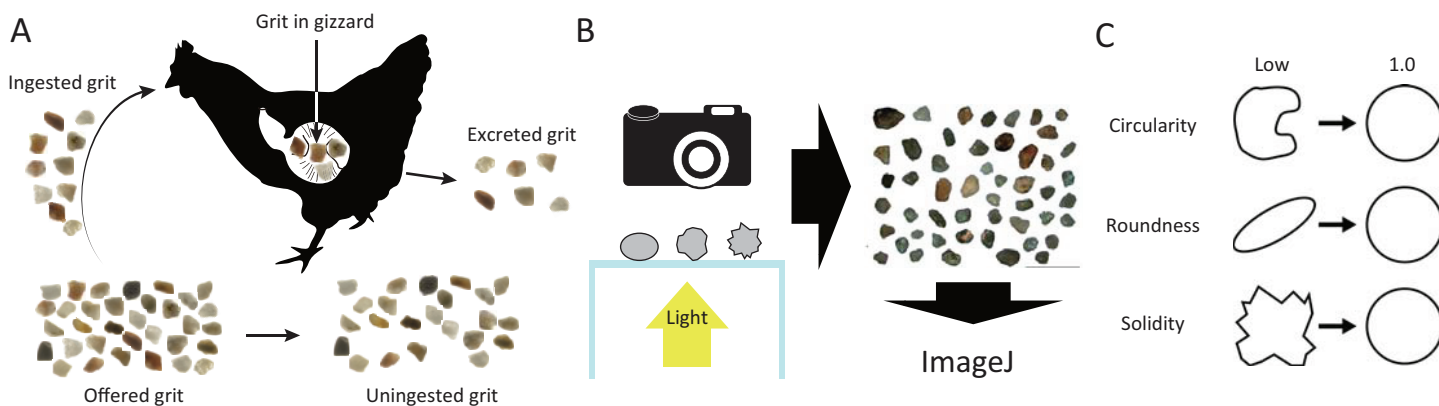 A
Grit in gizzard
Ingested grit
Excreted grit
Offered grit
Uningested grit
B
Light
ImageJ
C
Low
1.0
Circularity
Roundness
Solidity